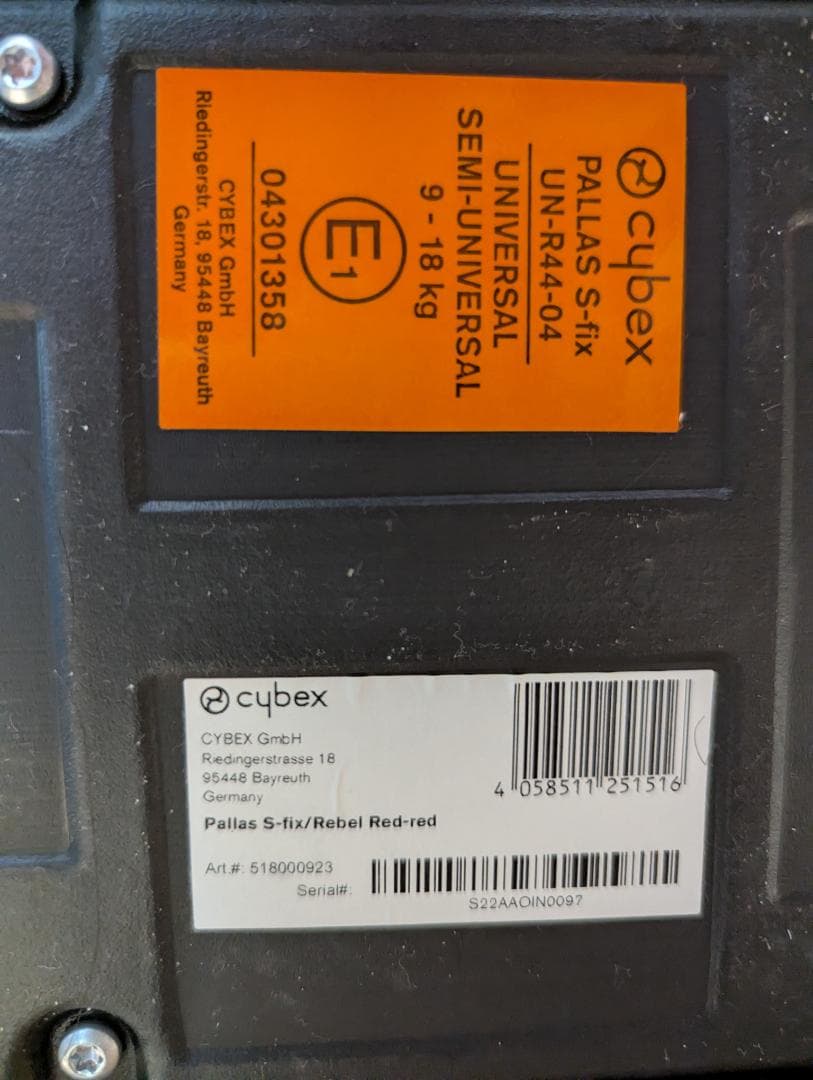 cybex
PALLAS S-fix
UN-R44-04
UNIVERSAL
SEMI-UNIVERSAL
9 - 18 kg
E1
04301358
CYBEX GmbH
Riedingerstr. 18, 95448 Bayreuth
Germany
cybex
CYBEX GmbH
Riedingerstrasse 18
95448 Bayreuth
Germany
4 058511 251516
Pallas S-fix/Rebel Red-red
Art.#: 518000923
Serial#:
S22AAOIN0097